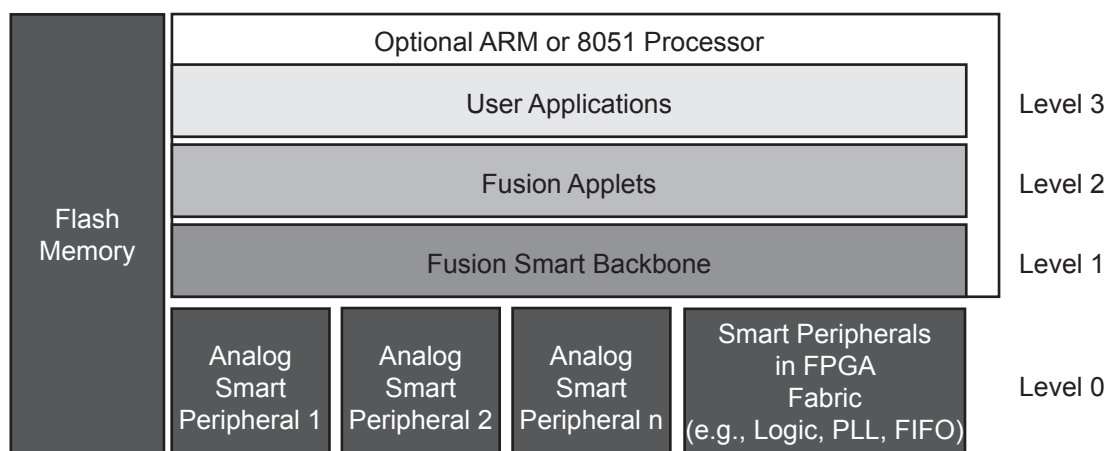 Optional ARM or 8051 Processor
User Applications
Level 3
Fusion Applets
Level 2
Flash
Memory
Fusion Smart Backbone
Level 1
Analog
Smart
Peripheral 1
Analog
Smart
Peripheral 2
Analog
Smart
Peripheral n
Smart Peripherals
in FPGA
Fabric
(e.g., Logic, PLL, FIFO)
Level 0